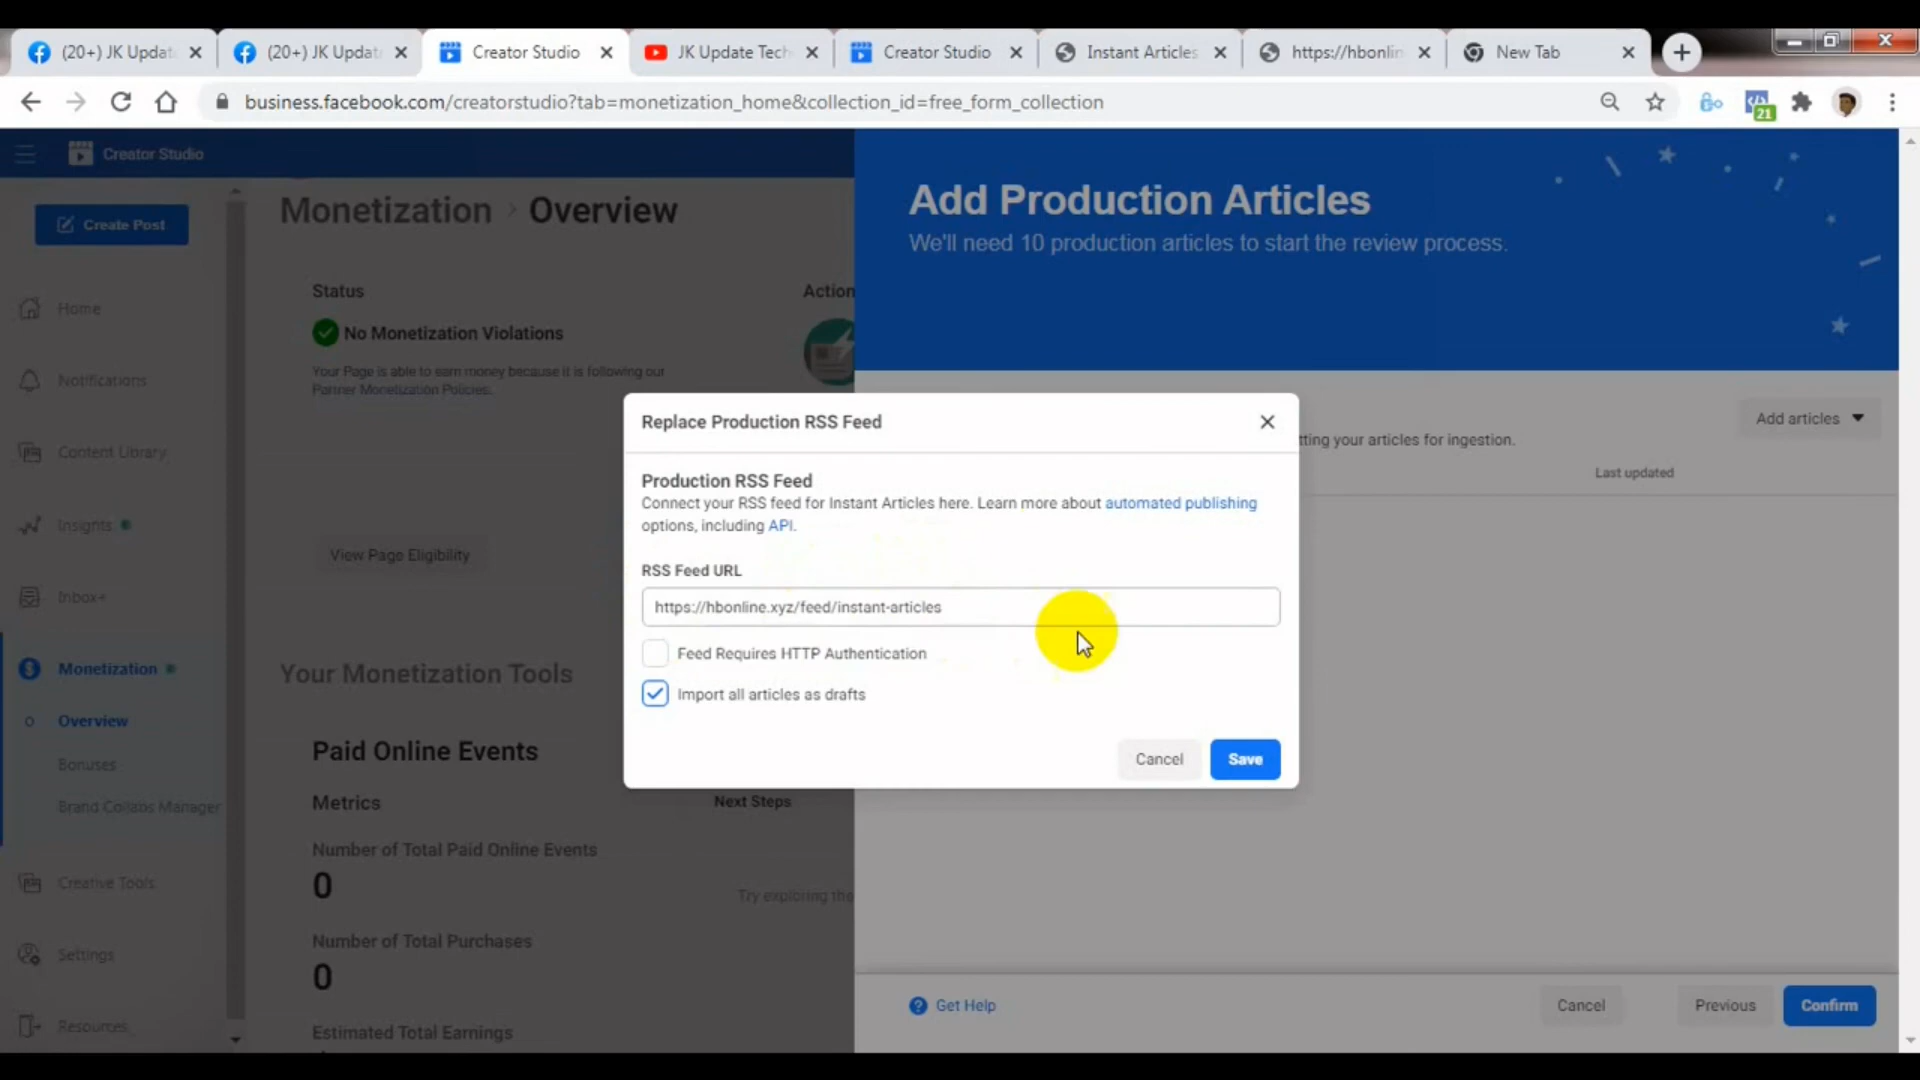 (20+) JK Updat
(20+) JK Updat
Creator Studio
JK Update Tech
Creator Studio
Instant Articles
https://hbonlin
New Tab
business.facebook.com/creatorstudio?tab=monetization_home&collection_id=free_form_collection
21
Creator Studio
Create Post
Home
Notifications
Content Library
Insights
Inbox+
Monetization
Overview
Bonuses
Brand Collabs Manager
Creative Tools
Settings
Resources
Monetization > Overview
Status
Action
No Monetization Violations
Your Page is able to earn money because it is following our
Partner Monetization Policies.
View Page Eligibility
Your Monetization Tools
Paid Online Events
Metrics
Next Steps
Number of Total Paid Online Events
0
Try exploring the
Number of Total Purchases
0
Estimated Total Earnings
Add Production Articles
We'll need 10 production articles to start the review process.
Add articles
tting your articles for ingestion.
Last updated
Replace Production RSS Feed
Production RSS Feed
Connect your RSS feed for Instant Articles here. Learn more about automated publishing
options, including API.
RSS Feed URL
https://hbonline.xyz/feed/instant-articles
Feed Requires HTTP Authentication
Import all articles as drafts
Cancel
Save
Get Help
Cancel
Previous
Confirm